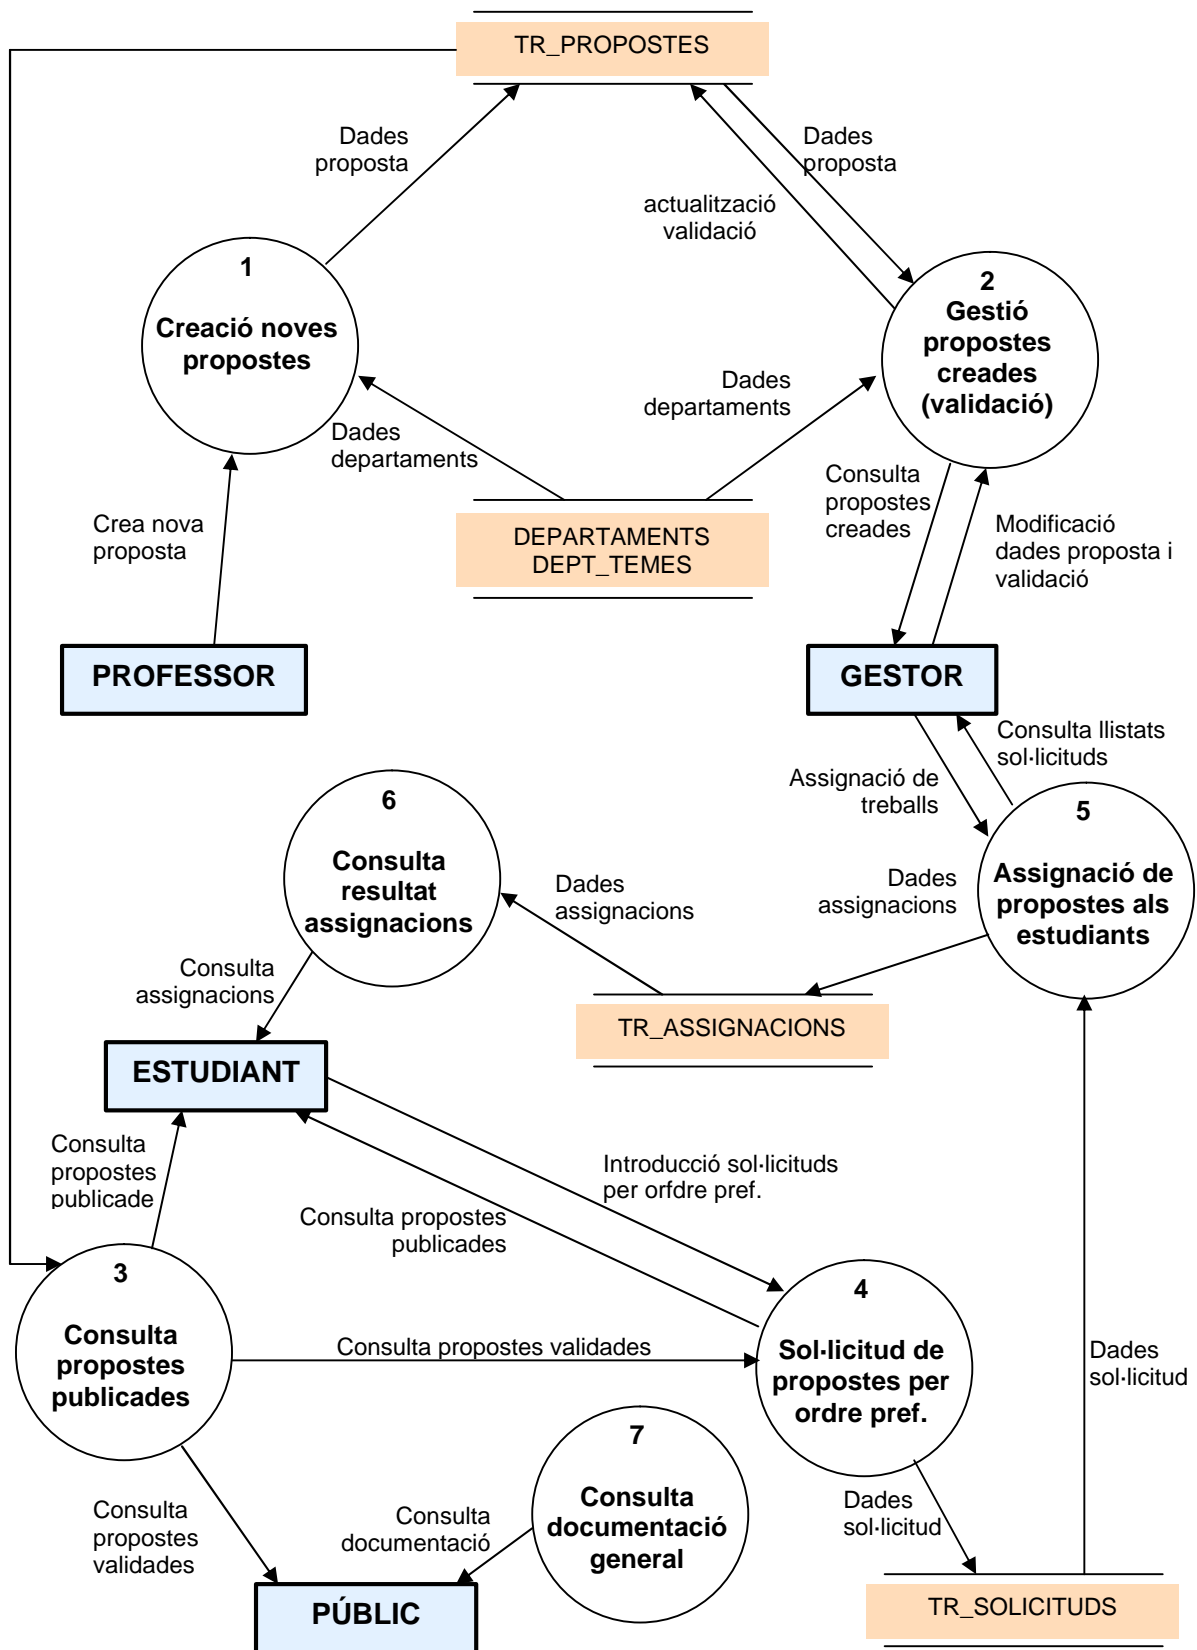 TR_PROPOSTES
Dades
proposta
Dades
proposta
actualització
validació
1
Creació noves
propostes
2
Gestió
propostes
creades
(validació)
Dades
departaments
Dades
departaments
Crea nova
proposta
DEPARTAMENTS
DEPT_TEMES
Consulta
propostes
creades
Modificació
dades proposta i
validació
PROFESSOR
GESTOR
Consulta llistats
sol·licituds
Assignació de
treballs
6
Consulta
resultat
assignacions
5
Assignació de
propostes als
estudiants
Dades
assignacions
Dades
assignacions
Consulta
assignacions
TR_ASSIGNACIONS
ESTUDIANT
Consulta
propostes
publicade
Introducció sol·licituds
per orfdre pref.
Consulta propostes
publicades
3
Consulta
propostes
publicades
Consulta propostes validades
4
Sol·licitud de
propostes per
ordre pref.
Dades
sol·licitud
7
Consulta
documentació
general
Consulta
propostes
validades
Consulta
documentació
Dades
sol·licitud
PÚBLIC
TR_SOLICITUDS